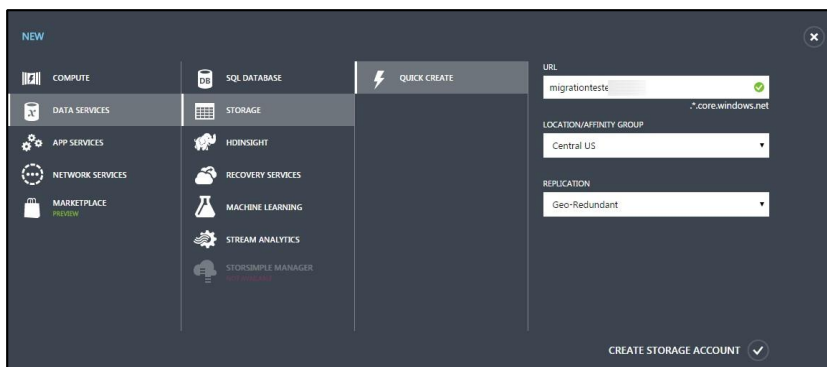 NEW
COMPUTE
DATA SERVICES
APP SERVICES
NETWORK SERVICES
MARKETPLACE
PREVIEW
DB
SQL DATABASE
STORAGE
HDINSIGHT
RECOVERY SERVICES
MACHINE LEARNING
STREAM ANALYTICS
STORSIMPLE MANAGER
QUICK CREATE
URL
migrationteste
.*.core.windows.net
LOCATION/AFFINITY GROUP
Central US
REPLICATION
Geo-Redundant
CREATE STORAGE ACCOUNT